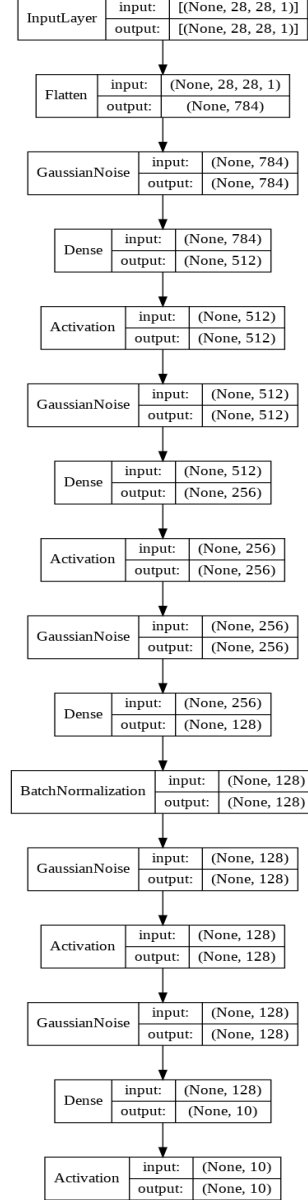 InputLayer input: [(None, 28, 28, 1)]
output: [(None, 28, 28, 1)]
Flatten input: (None, 28, 28, 1)
output: (None, 784)
GaussianNoise input: (None, 784)
output: (None, 784)
Dense input: (None, 784)
output: (None, 512)
Activation input: (None, 512)
output: (None, 512)
GaussianNoise input: (None, 512)
output: (None, 512)
Dense input: (None, 512)
output: (None, 256)
Activation input: (None, 256)
output: (None, 256)
GaussianNoise input: (None, 256)
output: (None, 256)
Dense input: (None, 256)
output: (None, 128)
BatchNormalization input: (None, 128)
output: (None, 128)
GaussianNoise input: (None, 128)
output: (None, 128)
Activation input: (None, 128)
output: (None, 128)
GaussianNoise input: (None, 128)
output: (None, 128)
Dense input: (None, 128)
output: (None, 10)
Activation input: (None, 10)
output: (None, 10)